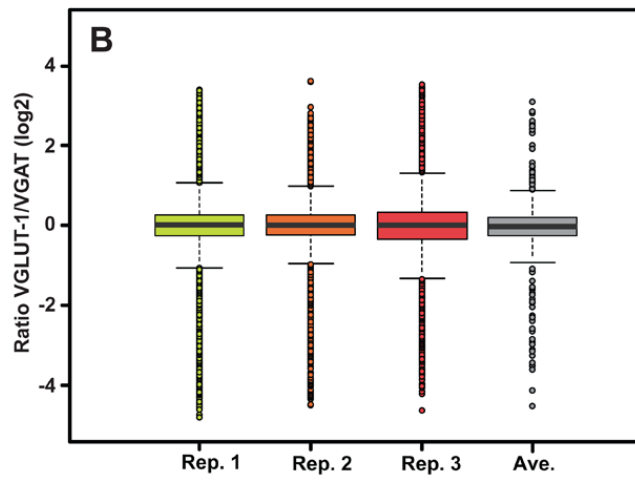 B
Ratio VGLUT-1/VGAT (log2)
4
2
0
-2
-4
Rep. 1 Rep. 2 Rep. 3 Ave.